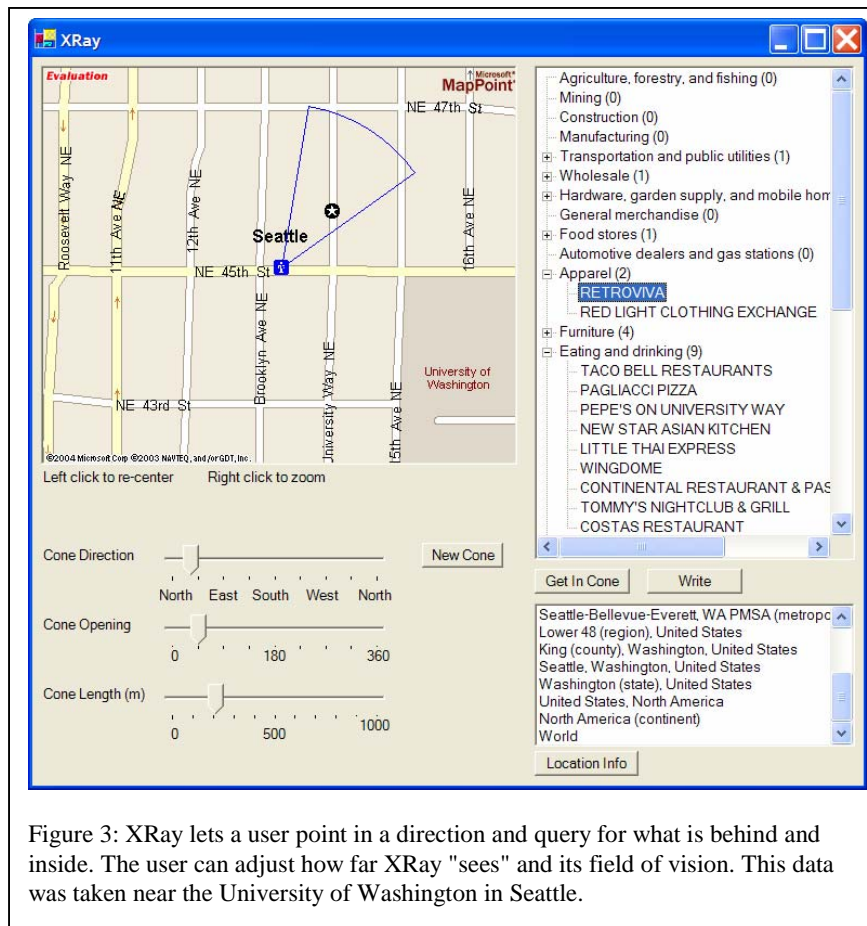 XRay
Evaluation
Microsoft®
MapPoint®
NE 47th St
Roosevelt Way NE
11th Ave NE
12th Ave NE
Brooklyn Ave NE
University Way NE
15th Ave NE
16th Ave NE
Seattle
NE 45th St
University of
Washington
NE 43rd St
©2004 Microsoft Corp ©2003 NAVTEQ, and/or GDT, Inc.
Left click to re-center Right click to zoom
Cone Direction
New Cone
North East South West North
Cone Opening
0 180 360
Cone Length (m)
0 500 1000
Agriculture, forestry, and fishing (0)
Mining (0)
Construction (0)
Manufacturing (0)
Transportation and public utilities (1)
Wholesale (1)
Hardware, garden supply, and mobile hom
General merchandise (0)
Food stores (1)
Automotive dealers and gas stations (0)
Apparel (2)
RETROVIVA
RED LIGHT CLOTHING EXCHANGE
Furniture (4)
Eating and drinking (9)
TACO BELL RESTAURANTS
PAGLIACCI PIZZA
PEPE'S ON UNIVERSITY WAY
NEW STAR ASIAN KITCHEN
LITTLE THAI EXPRESS
WINGDOME
CONTINENTAL RESTAURANT & PAS
TOMMY'S NIGHTCLUB & GRILL
COSTAS RESTAURANT
Get In Cone Write
Seattle-Bellevue-Everett, WA PMSA (metropo
Lower 48 (region), United States
King (county), Washington, United States
Seattle, Washington, United States
Washington (state), United States
United States, North America
North America (continent)
World
Location Info
Figure 3: XRay lets a user point in a direction and query for what is behind and
inside. The user can adjust how far XRay "sees" and its field of vision. This data
was taken near the University of Washington in Seattle.